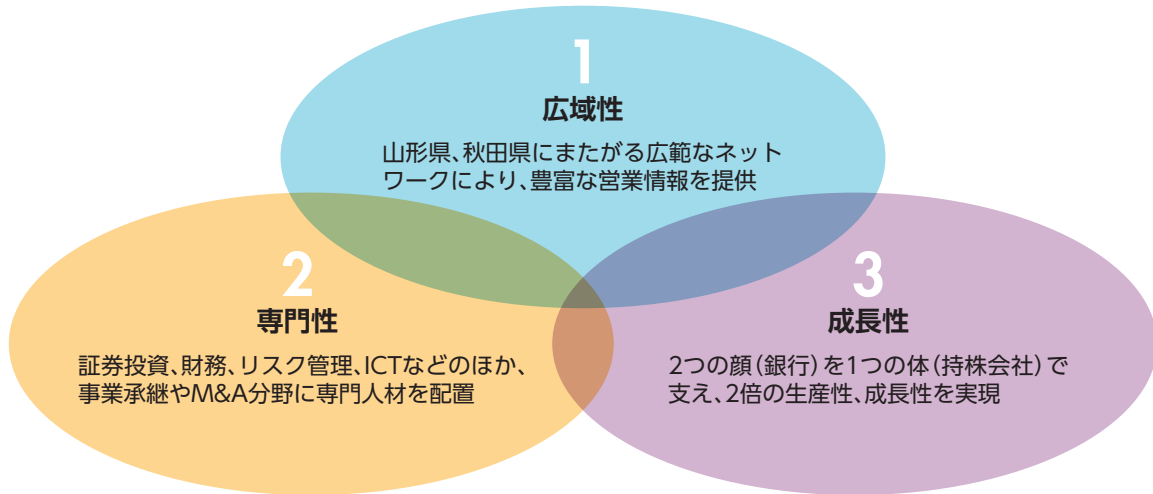 1
広域性
山形県、秋田県にまたがる広範なネット
ワークにより、豊富な営業情報を提供
2
専門性
証券投資、財務、リスク管理、ICTなどのほか、
事業承継やM&A分野に専門人材を配置
3
成長性
2つの顔(銀行)を1つの体(持株会社)で
支え、2倍の生産性、成長性を実現